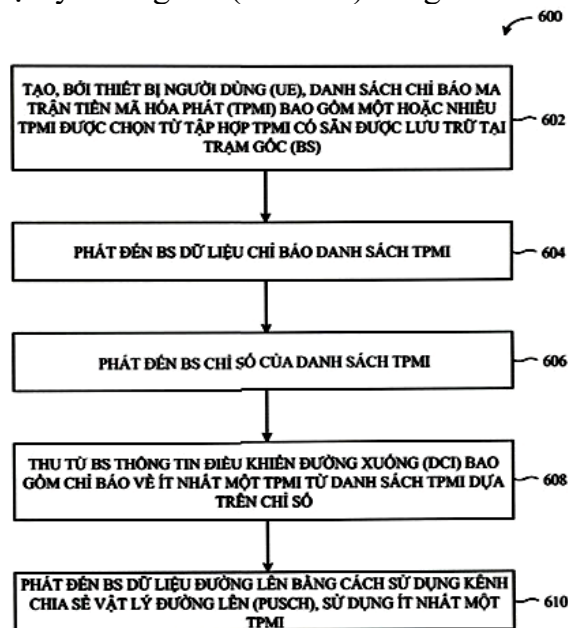 600
TẠO, BỞI THIẾT BỊ NGƯỜI DÙNG (UE), DANH SÁCH CHỈ BÁO MA
TRẬN TIỀN MÃ HÓA PHÁT (TPMI) BAO GỒM MỘT HOẶC NHIỀU
TPMI ĐƯỢC CHỌN TỪ TẬP HỢP TPMI CÓ SẴN ĐƯỢC LƯU TRỮ TẠI
TRẠM GỐC (BS)
602
PHÁT ĐẾN BS DỮ LIỆU CHỈ BÁO DANH SÁCH TPMI
604
PHÁT ĐẾN BS CHỈ SỐ CỦA DANH SÁCH TPMI
606
THU TỪ BS THÔNG TIN ĐIỀU KHIỂN ĐƯỜNG XUỐNG (DCI) BAO
GỒM CHỈ BÁO VỀ ÍT NHẤT MỘT TPMI TỪ DANH SÁCH TPMI DỰA
TRÊN CHỈ SỐ
608
PHÁT ĐẾN BS DỮ LIỆU ĐƯỜNG LÊN BẰNG CÁCH SỬ DỤNG KÊNH
CHIA SẺ VẬT LÝ ĐƯỜNG LÊN (PUSCH), SỬ DỤNG ÍT NHẤT MỘT
TPMI
610